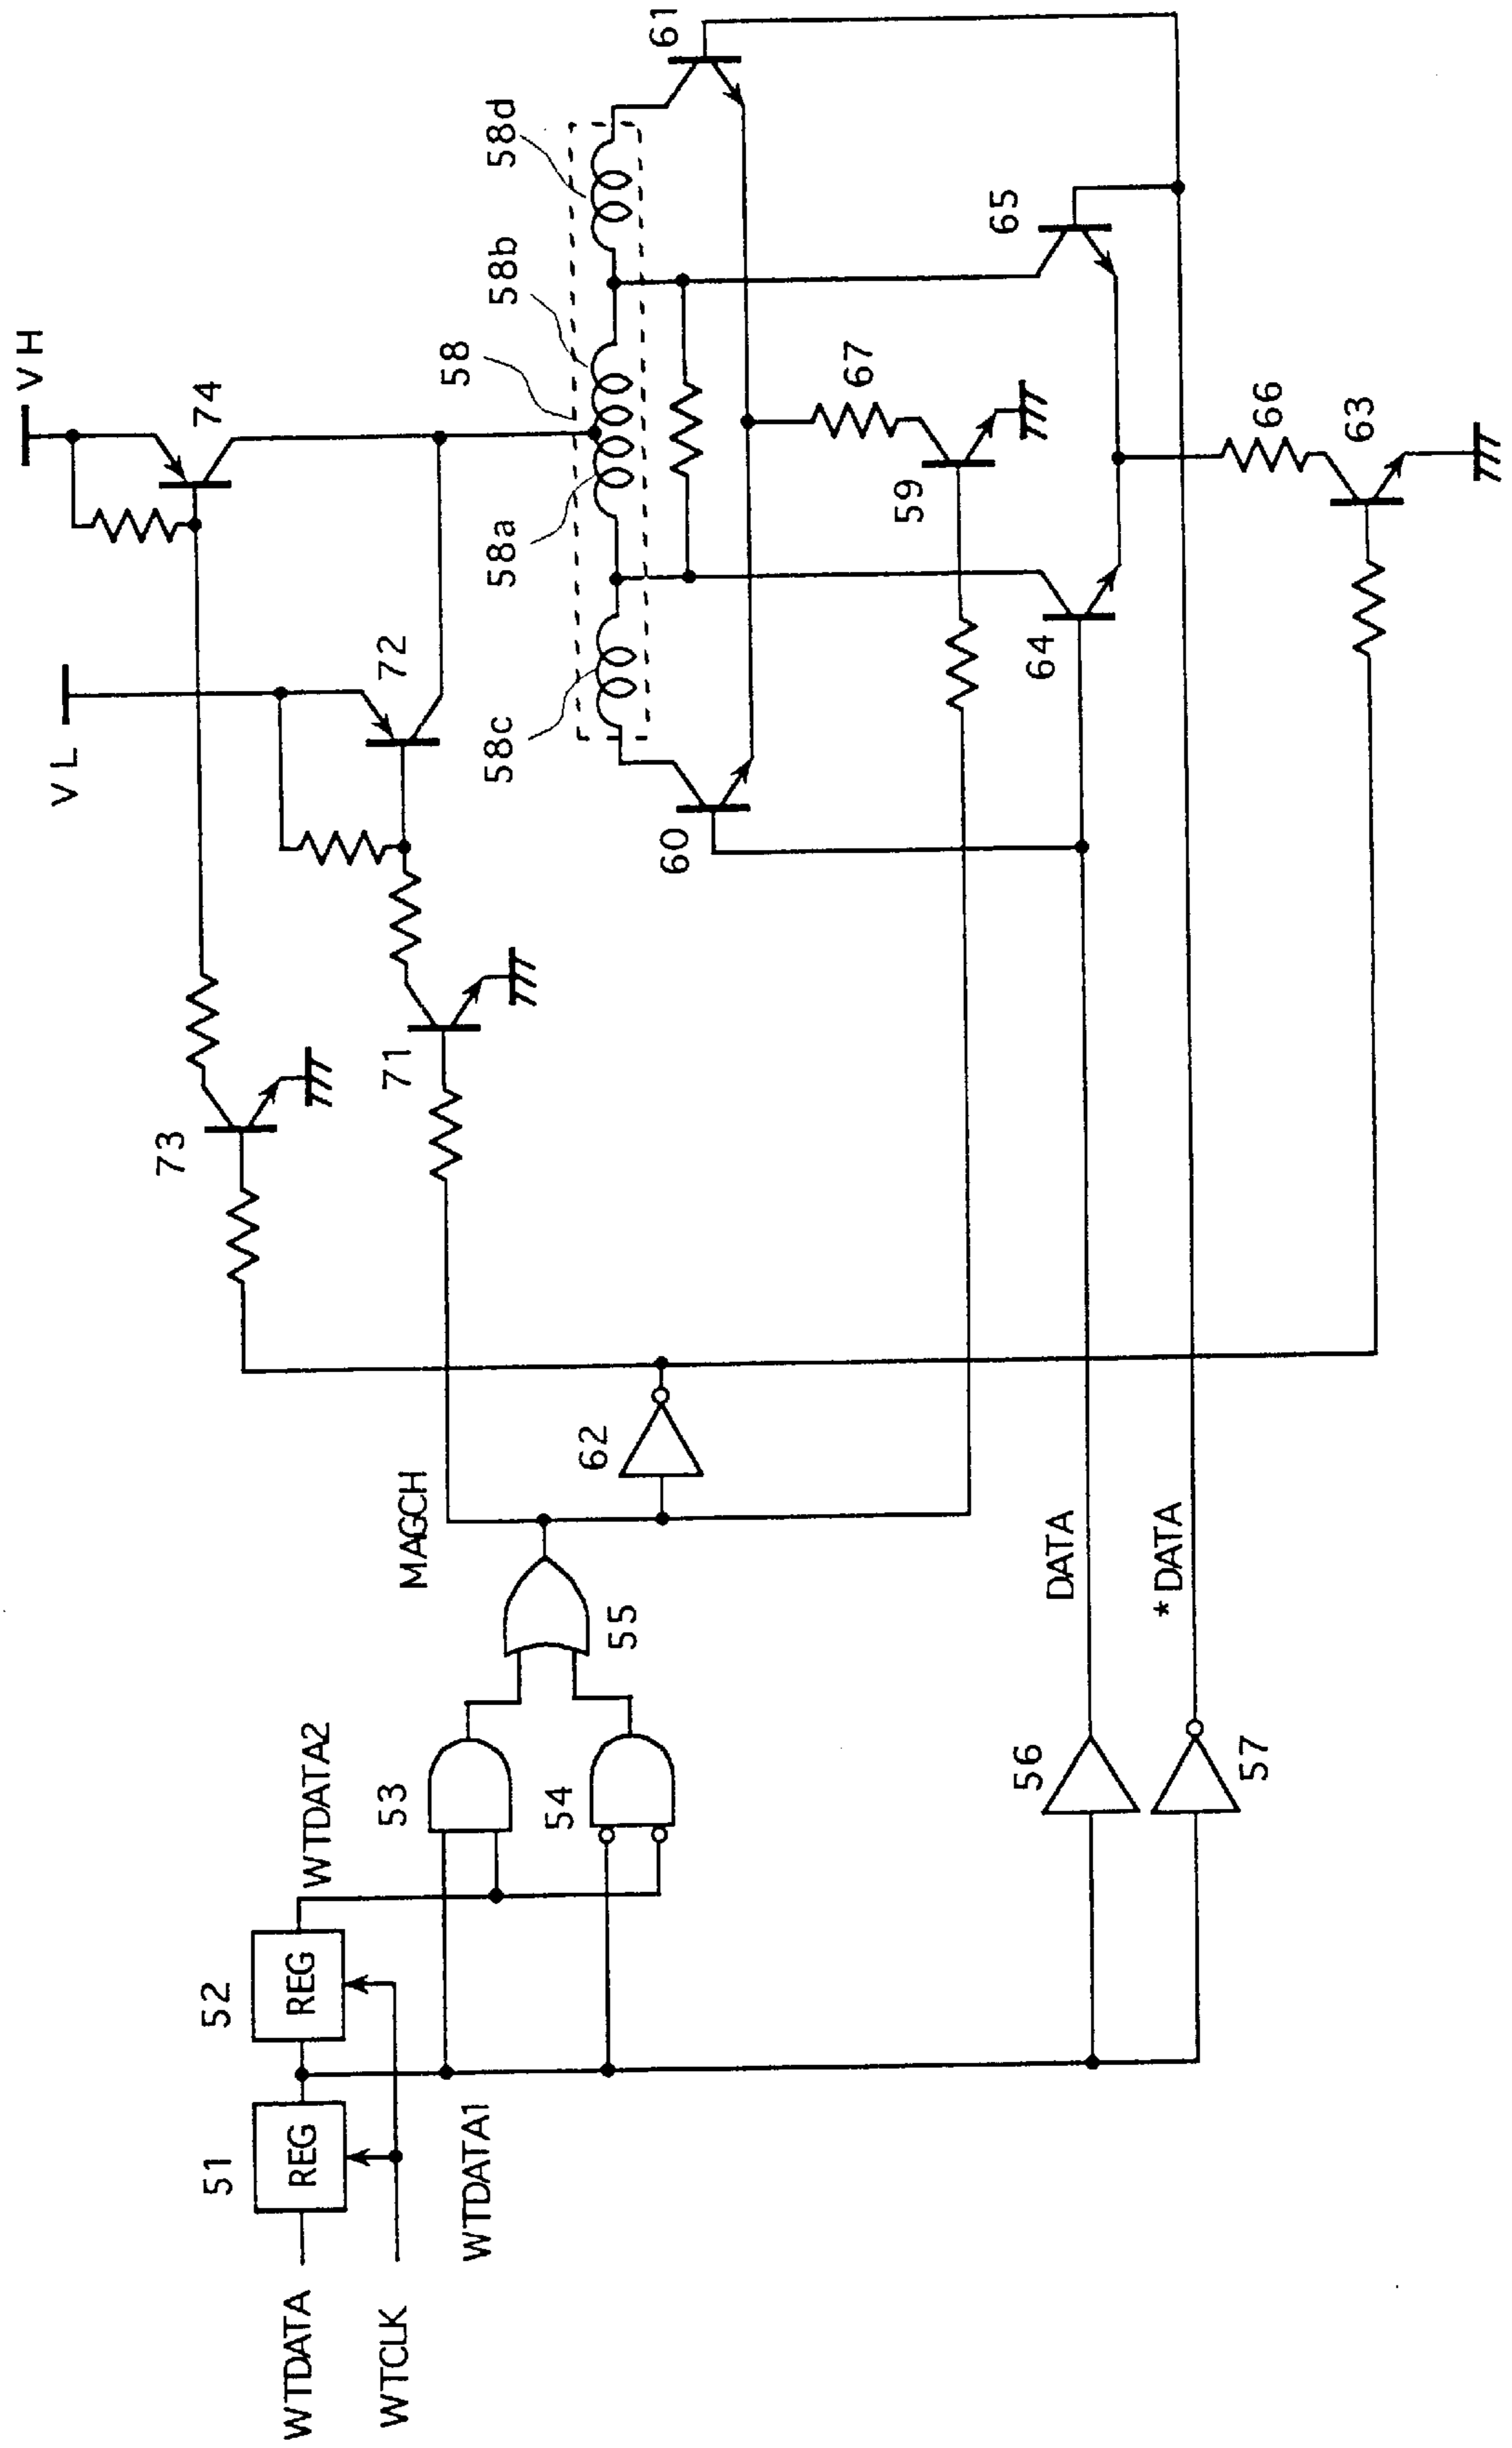 WTDATA
WTCLK
WTDATA1
51
REG
52
REG
WTDATA2
53
54
55
56
57
MAGCH
62
DATA
*DATA
73
71
VL
72
VH
74
58
58a
58b
58c
58d
60
61
59
67
64
65
66
63